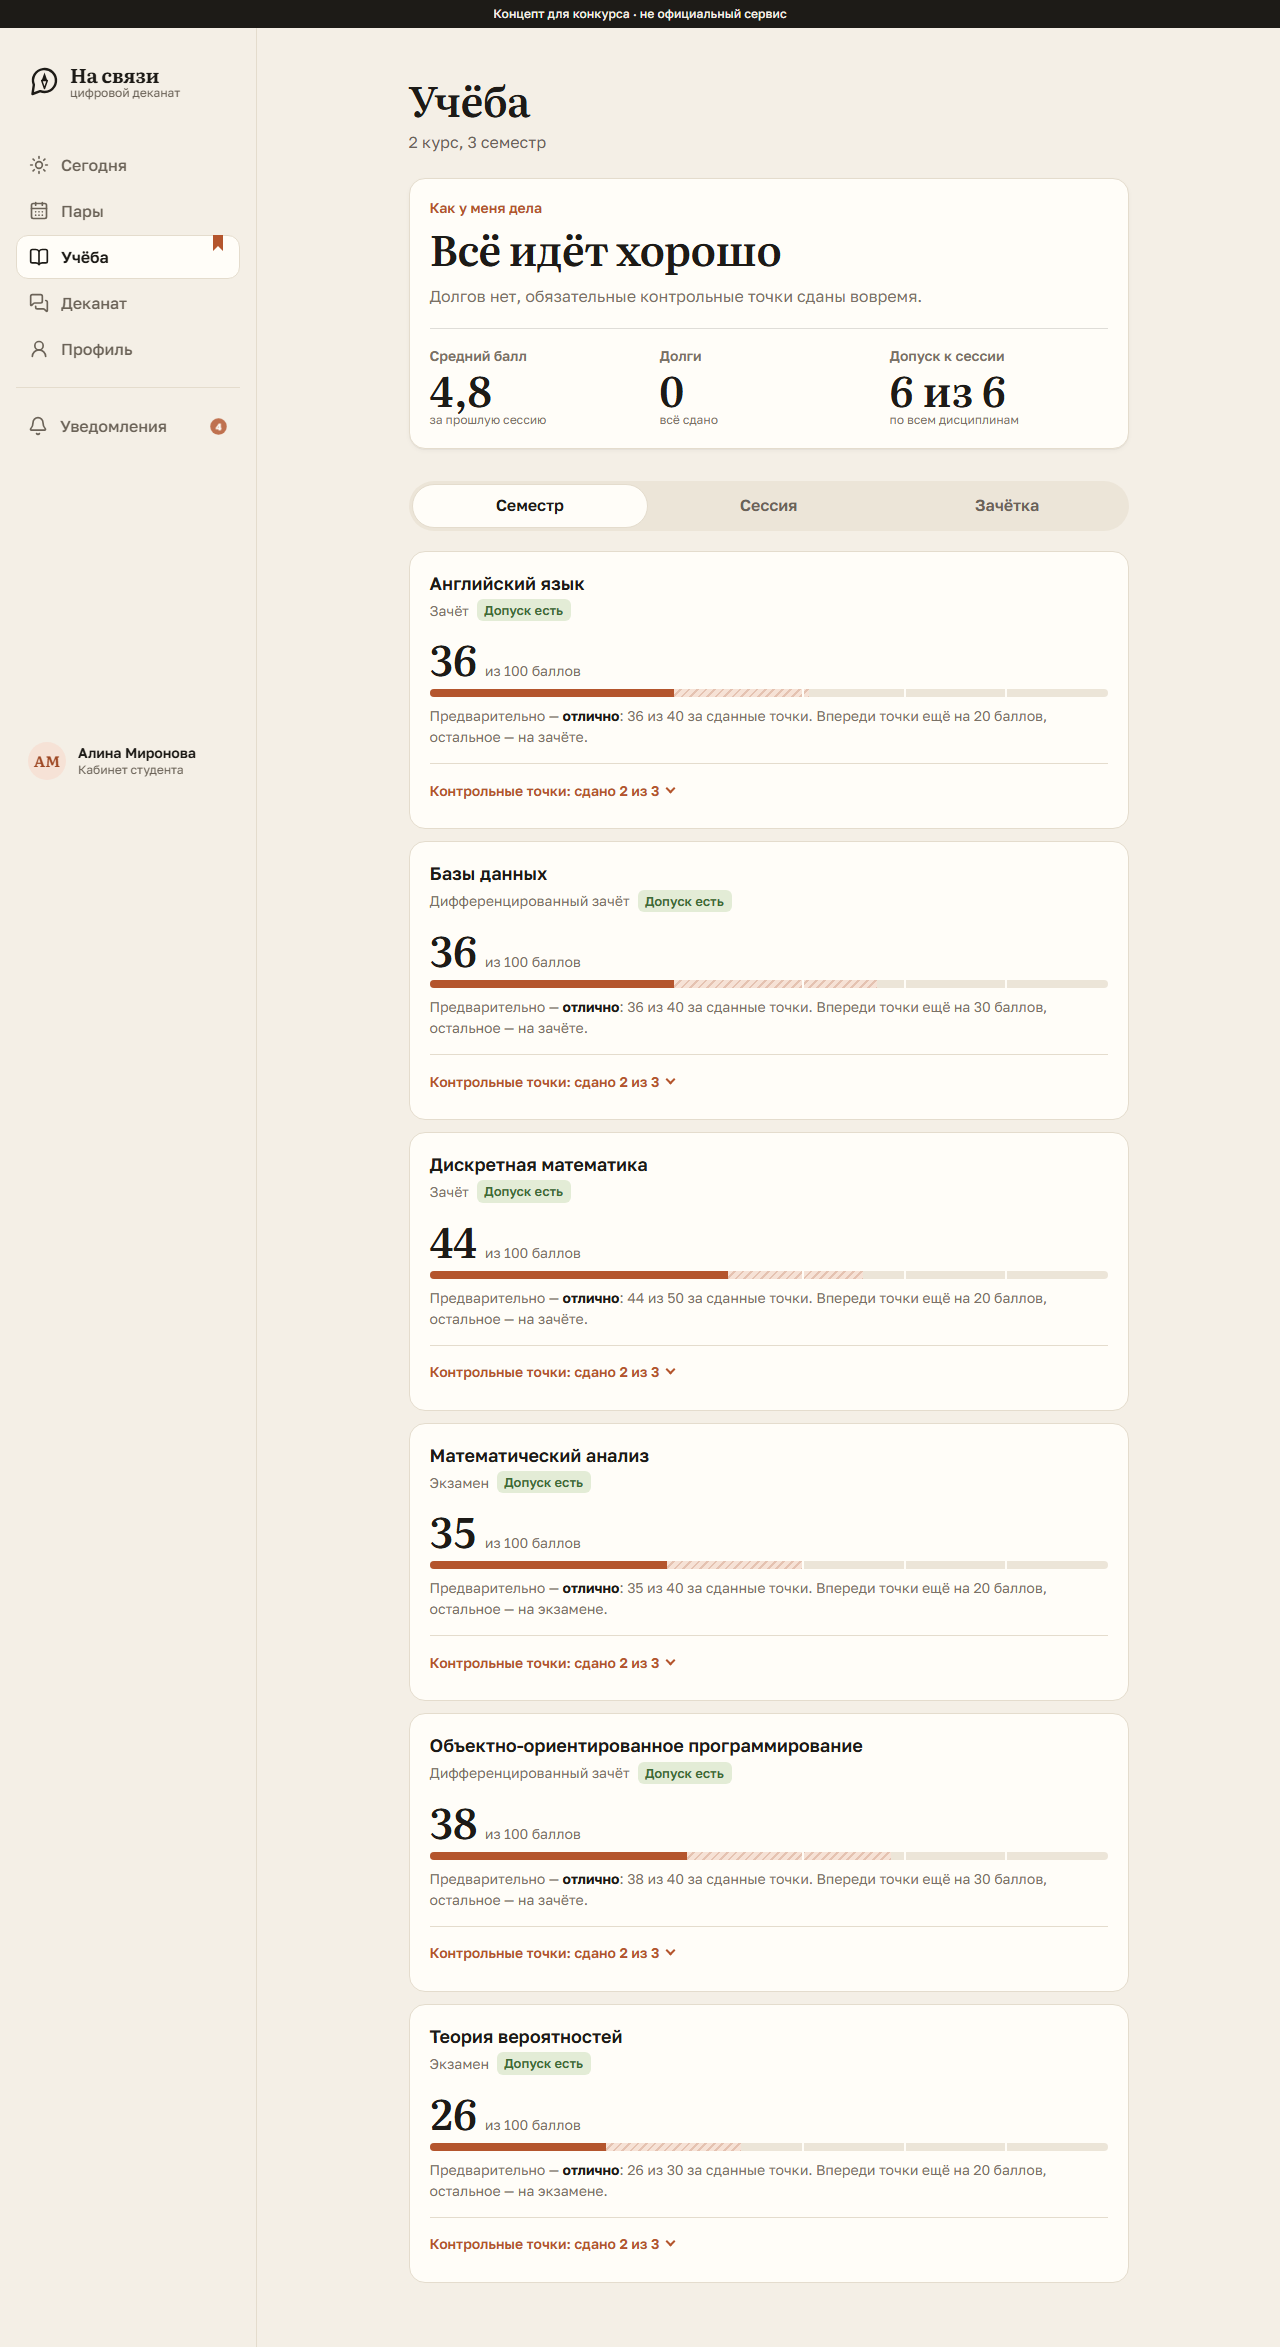 Концепт для конкурса · не официальный сервис
На связи
цифровой деканат
Сегодня
Пары
Учёба
Деканат
Профиль
Уведомления
4
АМ
Алина Миронова
Кабинет студента
Учёба
2 курс, 3 семестр
Как у меня дела
Всё идёт хорошо
Долгов нет, обязательные контрольные точки сданы вовремя.
Средний балл
4,8
за прошлую сессию
Долги
0
всё сдано
Допуск к сессии
6 из 6
по всем дисциплинам
Семестр
Сессия
Зачётка
Английский язык
Зачёт Допуск есть
36 из 100 баллов
Предварительно — отлично: 36 из 40 за сданные точки. Впереди точки ещё на 20 баллов,
остальное — на зачёте.
Контрольные точки: сдано 2 из 3
Базы данных
Дифференцированный зачёт Допуск есть
36 из 100 баллов
Предварительно — отлично: 36 из 40 за сданные точки. Впереди точки ещё на 30 баллов,
остальное — на зачёте.
Контрольные точки: сдано 2 из 3
Дискретная математика
Зачёт Допуск есть
44 из 100 баллов
Предварительно — отлично: 44 из 50 за сданные точки. Впереди точки ещё на 20 баллов,
остальное — на зачёте.
Контрольные точки: сдано 2 из 3
Математический анализ
Экзамен Допуск есть
35 из 100 баллов
Предварительно — отлично: 35 из 40 за сданные точки. Впереди точки ещё на 20 баллов,
остальное — на экзамене.
Контрольные точки: сдано 2 из 3
Объектно-ориентированное программирование
Дифференцированный зачёт Допуск есть
38 из 100 баллов
Предварительно — отлично: 38 из 40 за сданные точки. Впереди точки ещё на 30 баллов,
остальное — на зачёте.
Контрольные точки: сдано 2 из 3
Теория вероятностей
Экзамен Допуск есть
26 из 100 баллов
Предварительно — отлично: 26 из 30 за сданные точки. Впереди точки ещё на 20 баллов,
остальное — на экзамене.
Контрольные точки: сдано 2 из 3